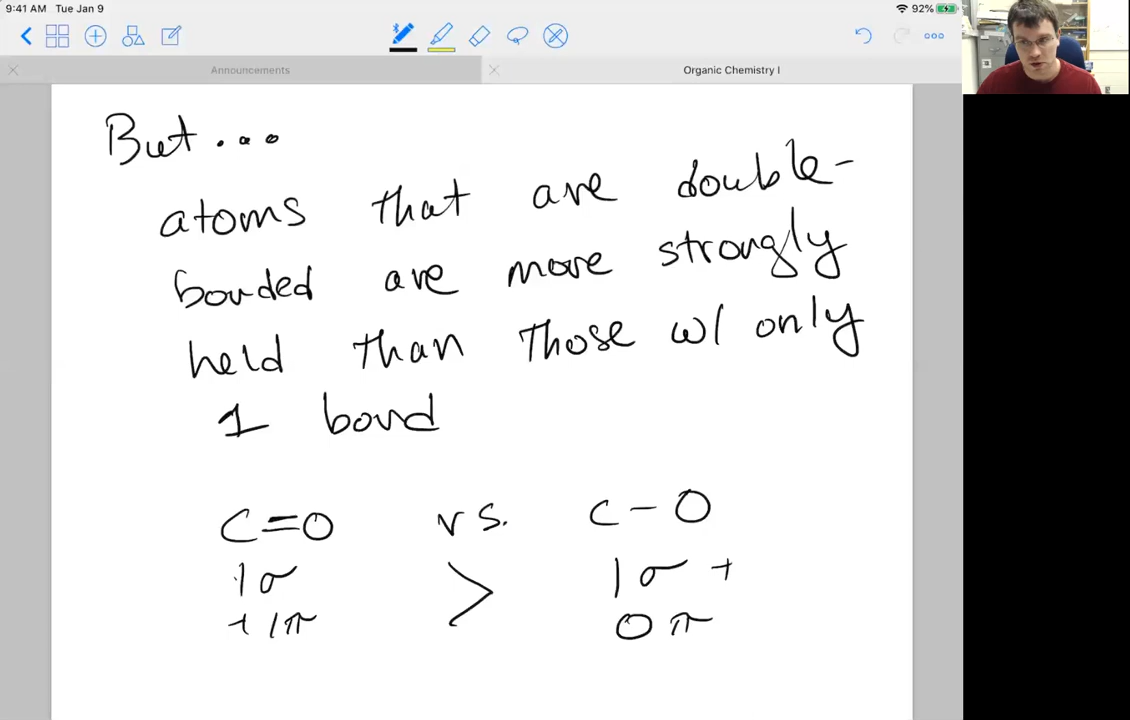 9:41 AM Tue Jan 9
92%
Announcements
Organic Chemistry I
But...
atoms that are double-
bonded are more strongly
held than those w/ only
1 bond
C=O vs. C-O
1σ > 1σ +
+ 1π 0π